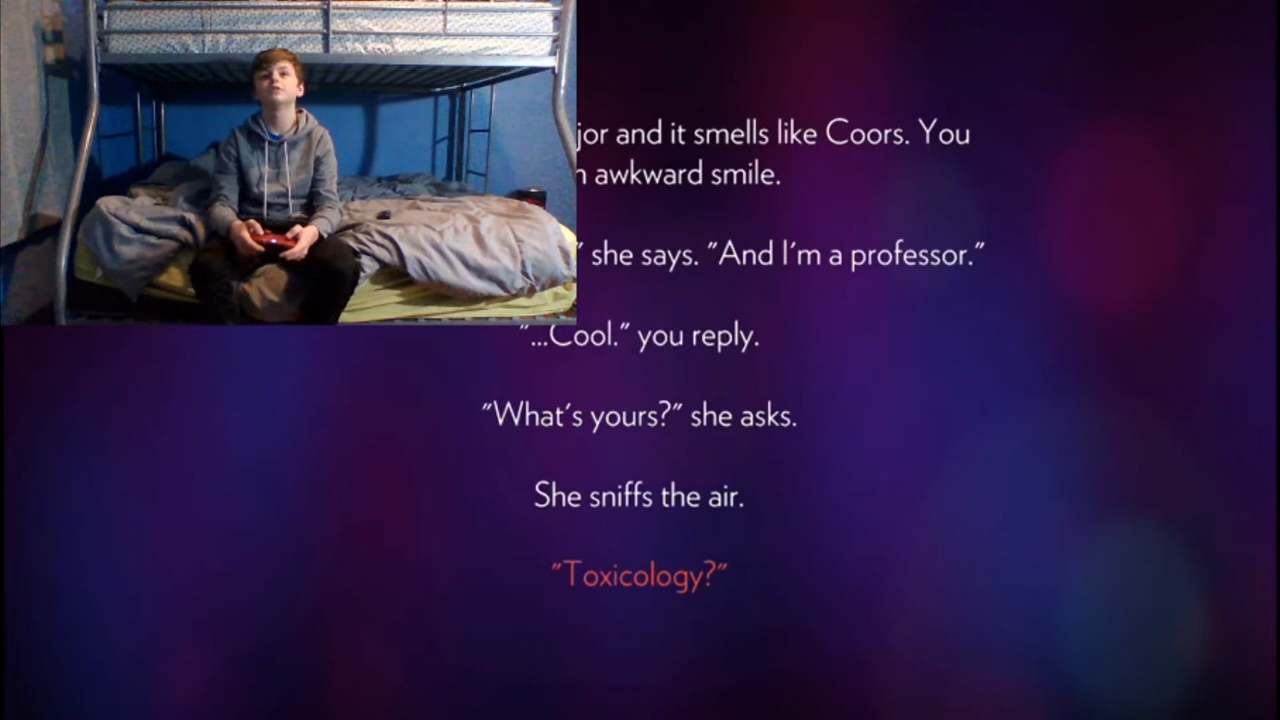 and it smells like Coors. You
awkward smile.
" she says. "And I'm a professor."
"...Cool." you reply.
"What's yours?" she asks.
She sniffs the air.
"Toxicology?"